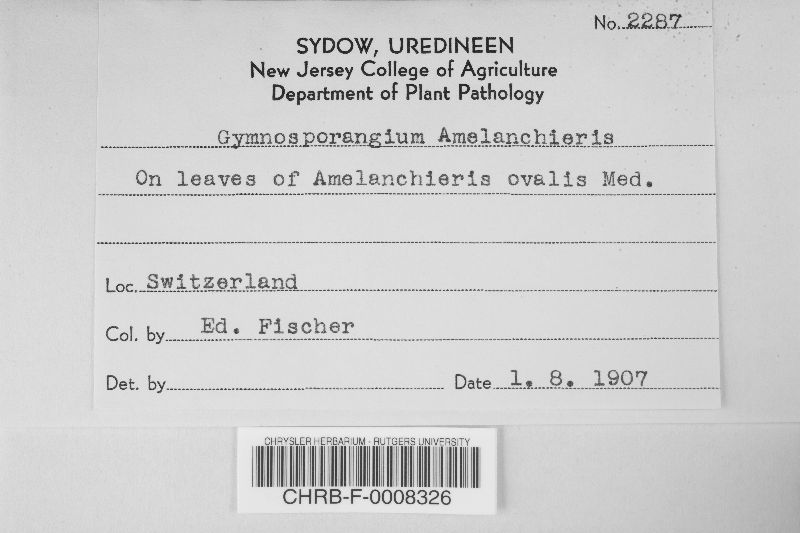 No. 2287
SYDOW, UREDINEEN
New Jersey College of Agriculture
Department of Plant Pathology
Gymnosporangium Amelanchieris
On leaves of Amelanchieris ovalis Med.
Loc. Switzerland
Col. by Ed. Fischer
Det. by Date 1. 8. 1907
CHRYSLER HERBARIUM - RUTGERS UNIVERSITY
CHRB-F-0008326